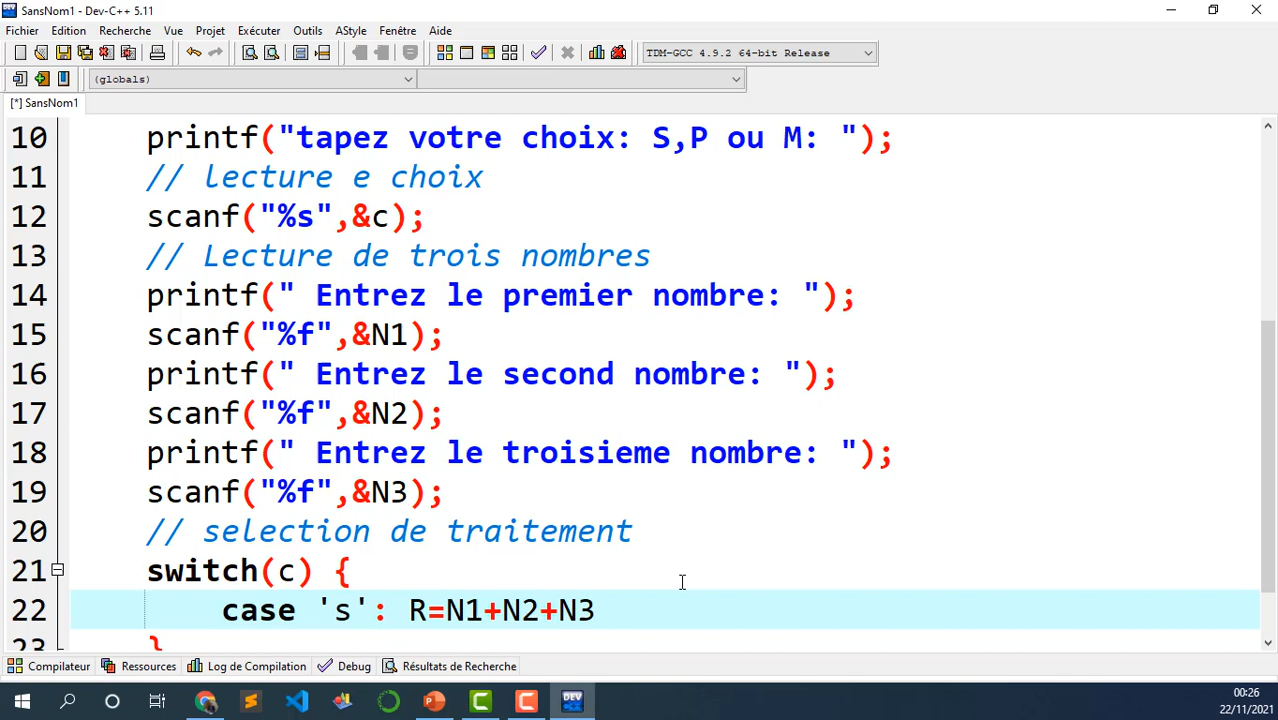 SansNom1 - Dev-C++ 5.11
Fichier Edition Recherche Vue Projet Exécuter Outils AStyle Fenêtre Aide
TDM-GCC 4.9.2 64-bit Release
(globals)
[*] SansNom1
10 printf("tapez votre choix: S,P ou M: ");
11 // lecture e choix
12 scanf("%s",&c);
13 // Lecture de trois nombres
14 printf(" Entrez le premier nombre: ");
15 scanf("%f",&N1);
16 printf(" Entrez le second nombre: ");
17 scanf("%f",&N2);
18 printf(" Entrez le troisieme nombre: ");
19 scanf("%f",&N3);
20 // selection de traitement
21 switch(c) {
22 case 's': R=N1+N2+N3
23 }
Compilateur Ressources Log de Compilation Debug Résultats de Recherche
00:26
22/11/2021